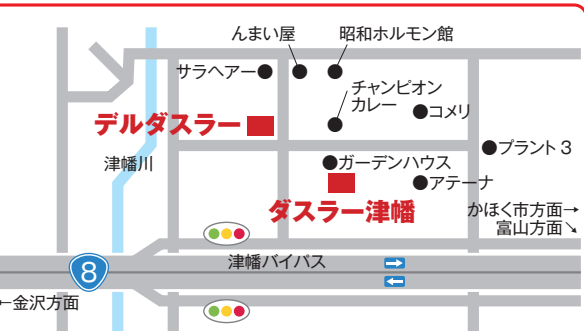 んまい屋
昭和ホルモン館
サラヘアー
チャンピオン
カレー
コメリ
デルダスラー
プラント3
津幡川
ガーデンハウス
アテーナ
ダスラー津幡
かほく市方面→
富山方面↘
津幡バイパス
8
←金沢方面